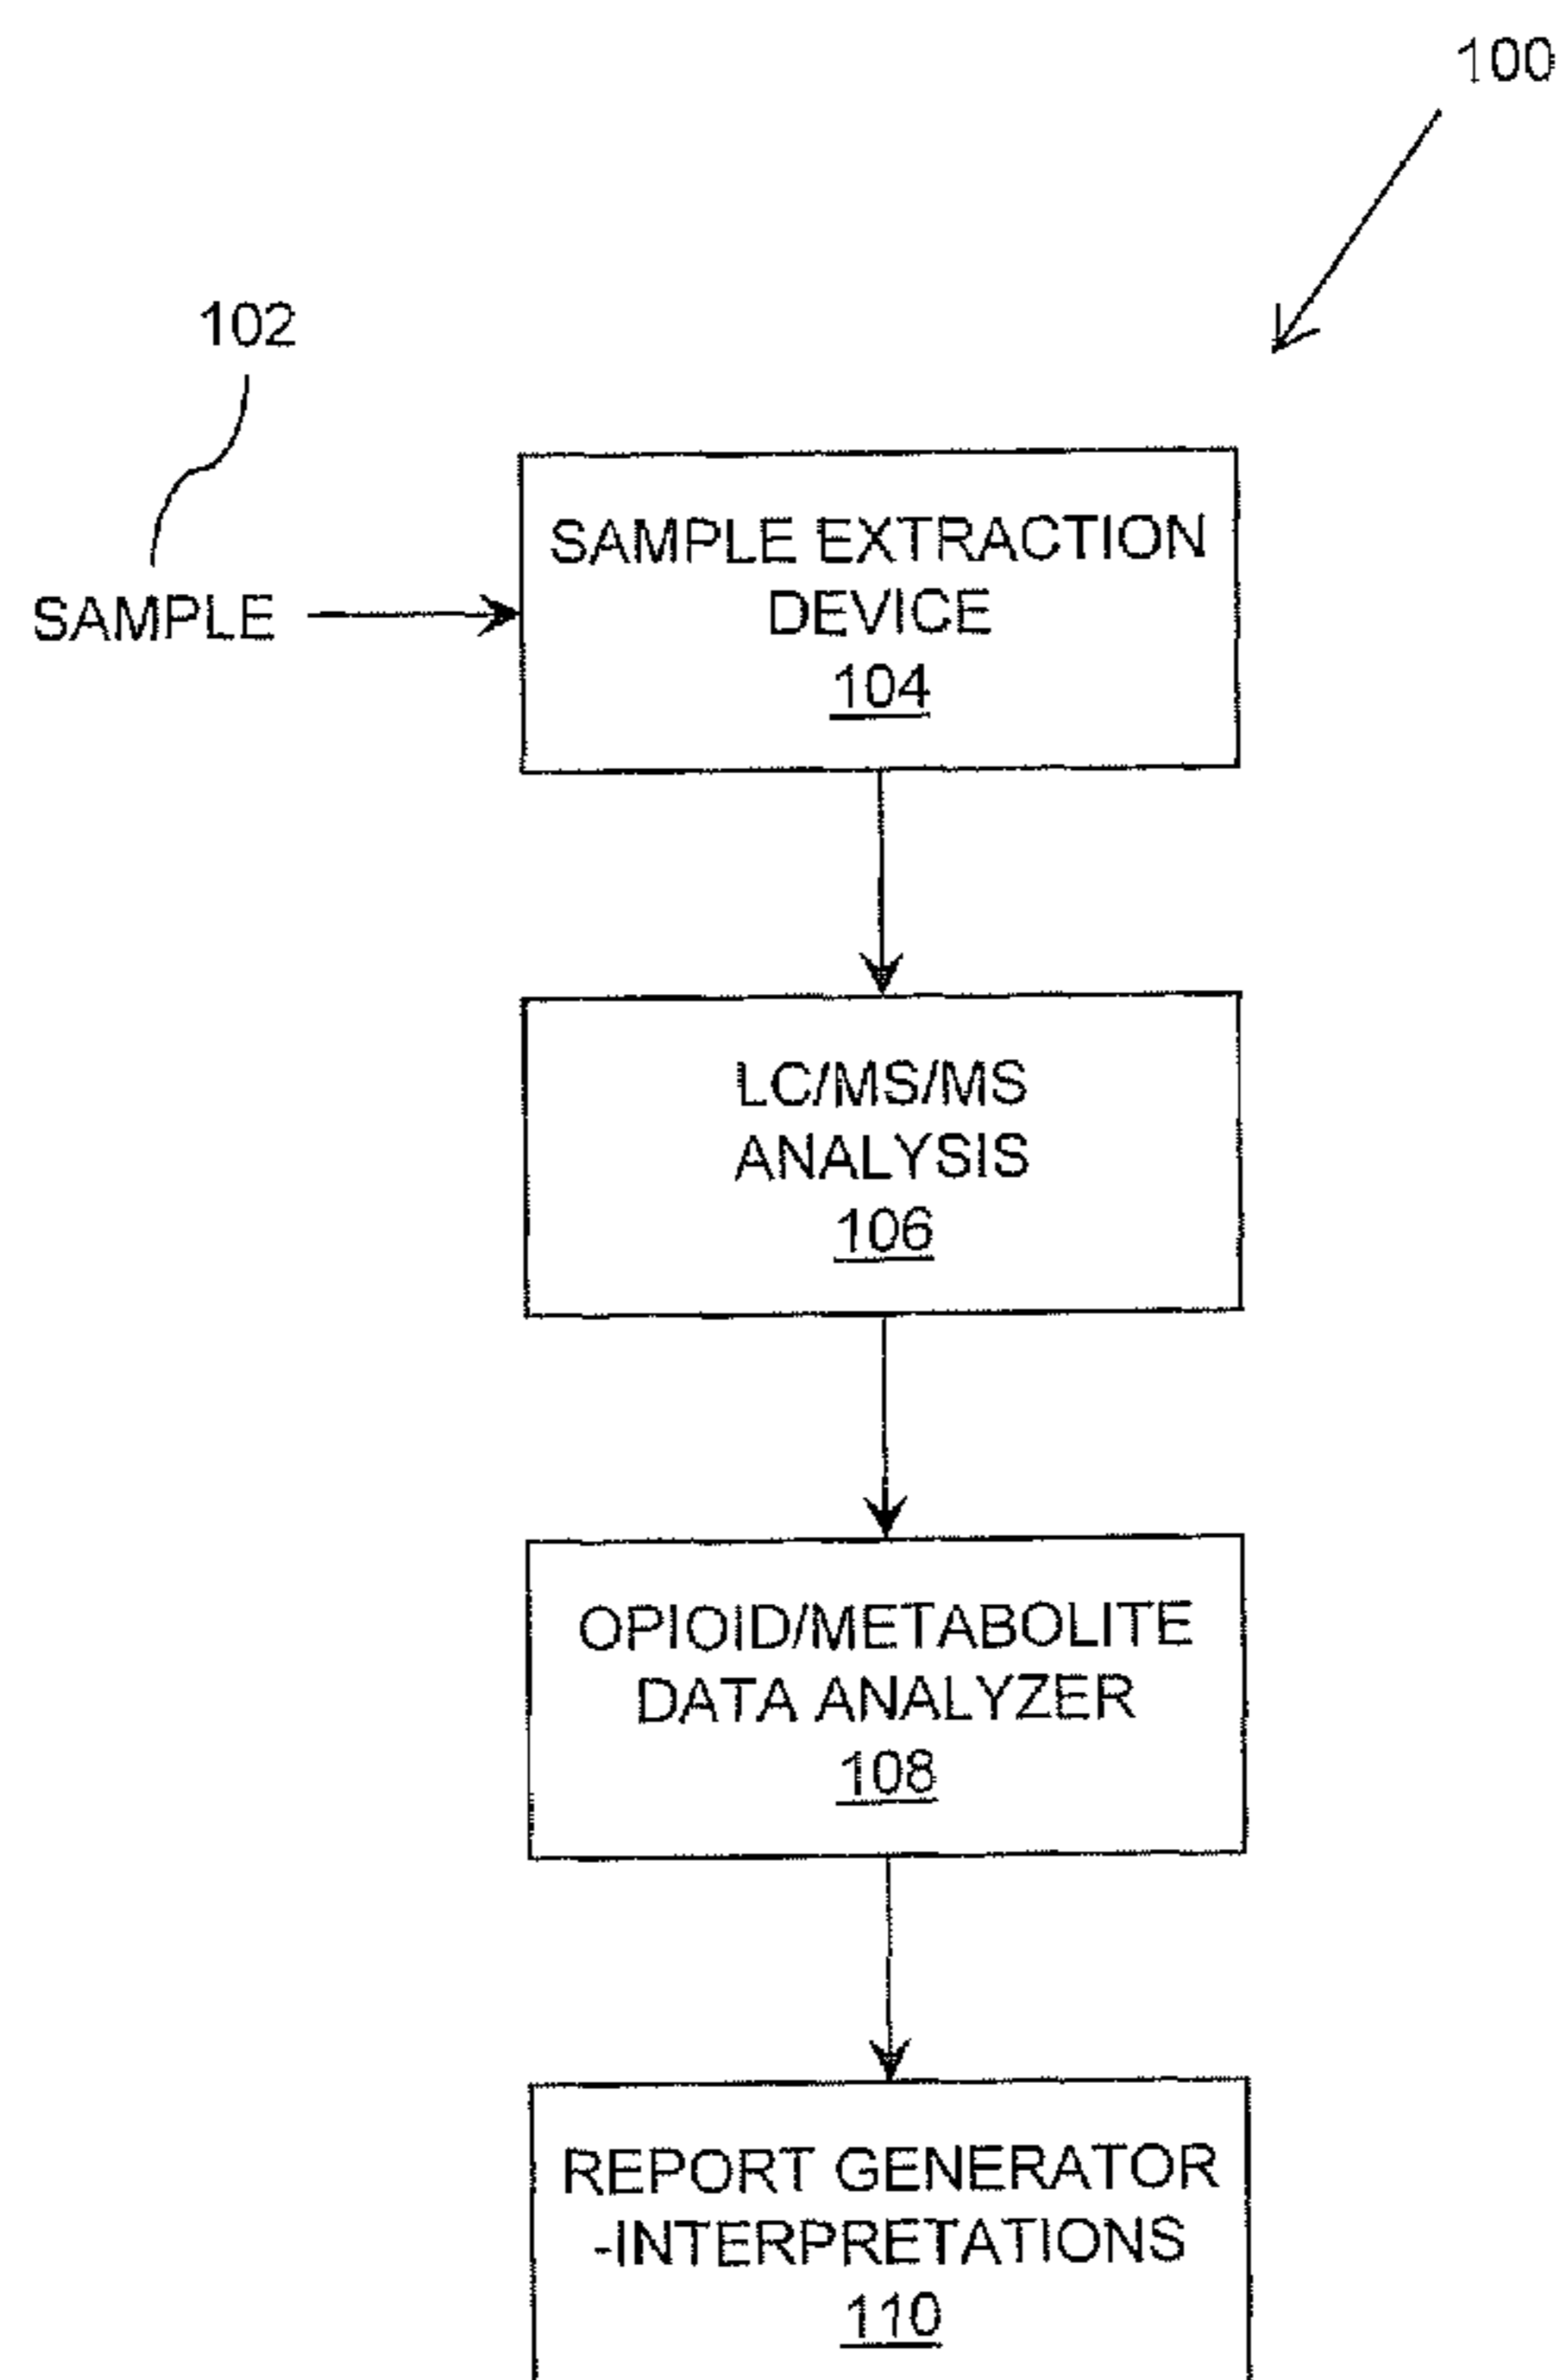 100
102
SAMPLE
SAMPLE EXTRACTION
DEVICE
104
LC/MS/MS
ANALYSIS
106
OPIOID/METABOLITE
DATA ANALYZER
108
REPORT GENERATOR
-INTERPRETATIONS
110